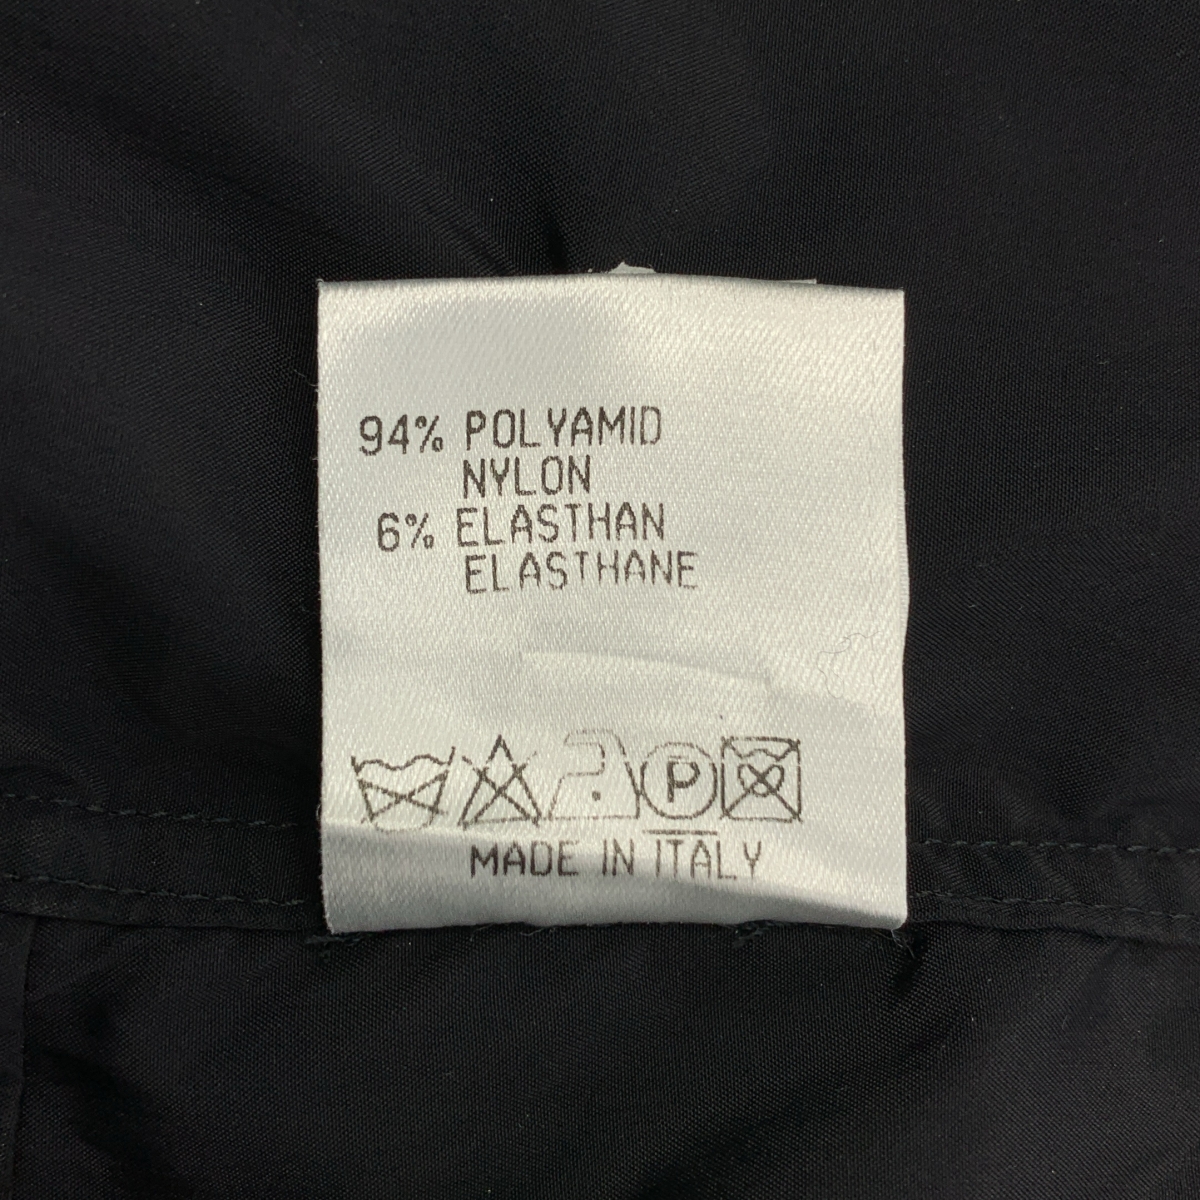 94% POLYAMID
NYLON
6% ELASTHAN
ELASTHANE
P
MADE IN ITALY